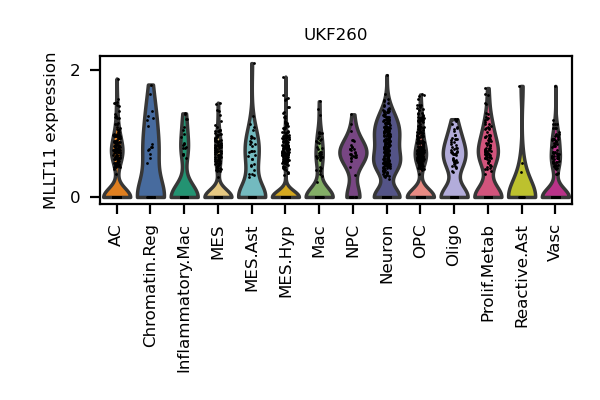 UKF260
MLLT11 expression
2
0
AC
Chromatin.Reg
Inflammatory.Mac
MES
MES.Ast
MES.Hyp
Mac
NPC
Neuron
OPC
Oligo
Prolif.Metab
Reactive.Ast
Vasc